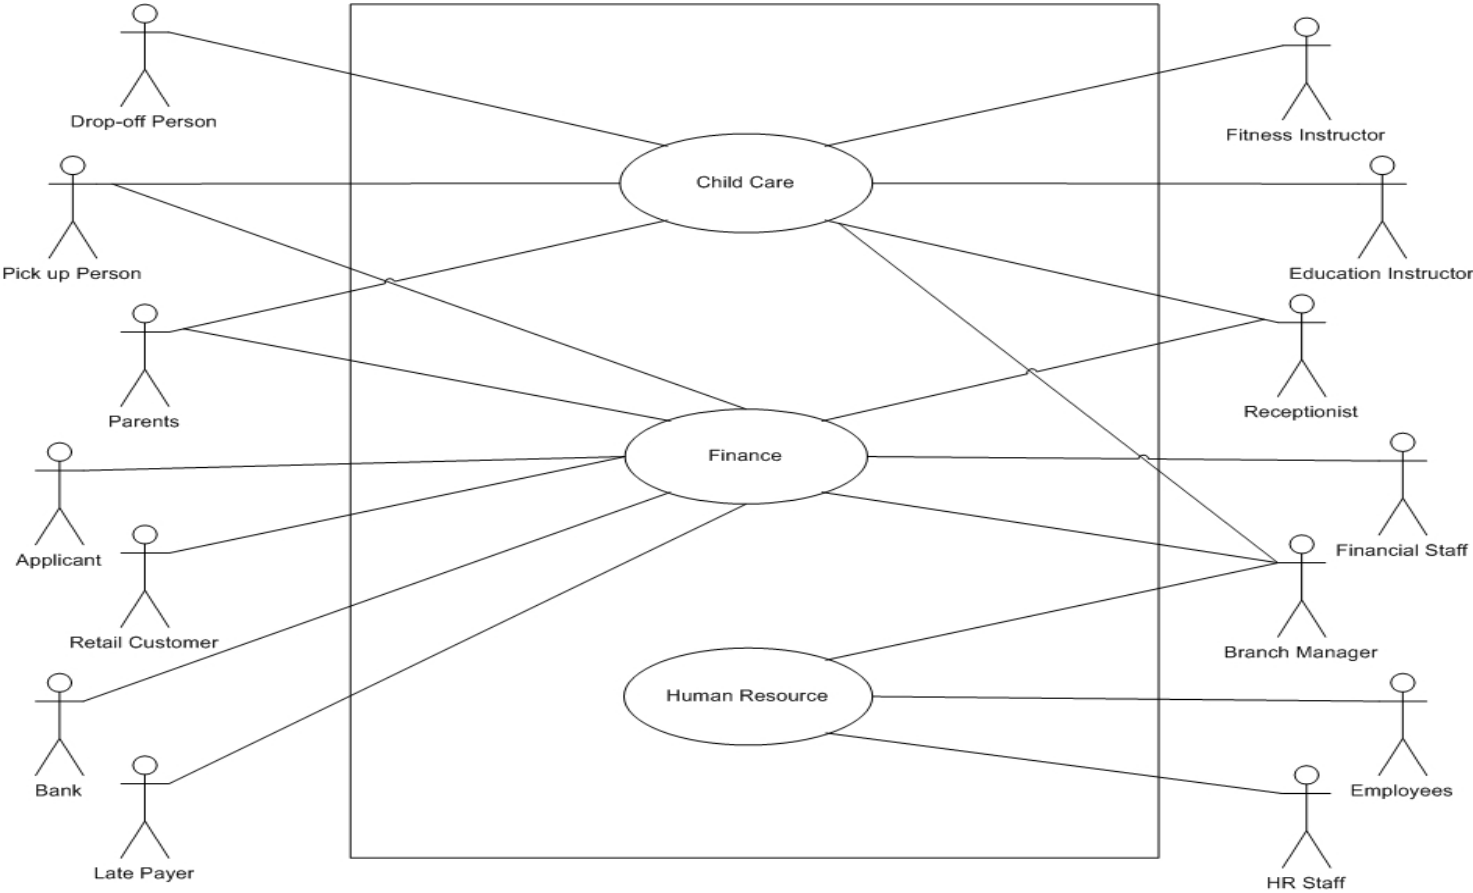 Drop-off Person
Fitness Instructor
Child Care
Pick up Person
Education Instructor
Parents
Receptionist
Finance
Applicant
Financial Staff
Retail Customer
Branch Manager
Human Resource
Bank
Employees
Late Payer
HR Staff